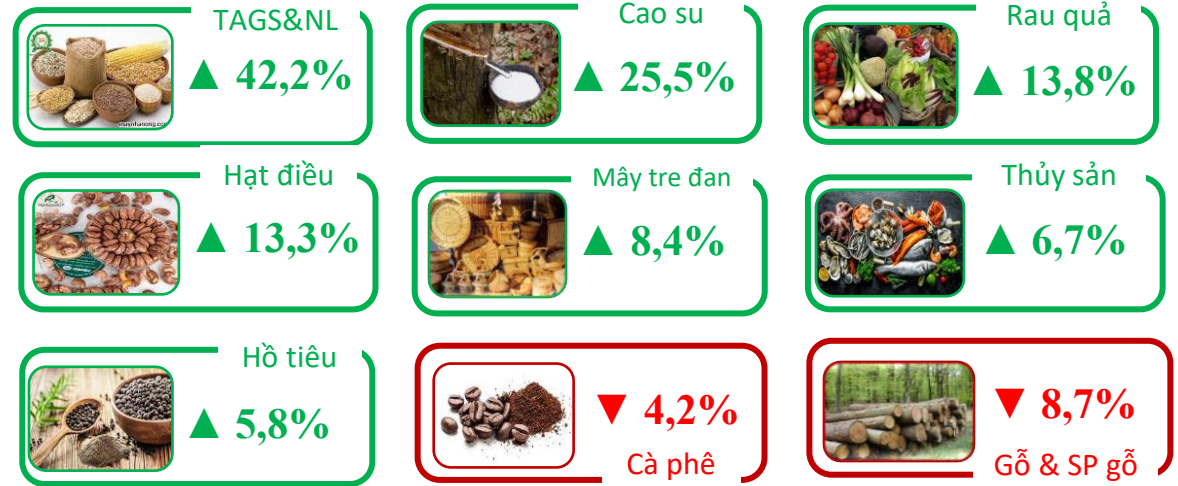 TAGS&NL
▲ 42,2%
Cao su
▲ 25,5%
Rau quả
▲ 13,8%
Hạt điều
▲ 13,3%
Mây tre đan
▲ 8,4%
Thủy sản
▲ 6,7%
Hồ tiêu
▲ 5,8%
▼ 4,2%
Cà phê
▼ 8,7%
Gỗ & SP gỗ